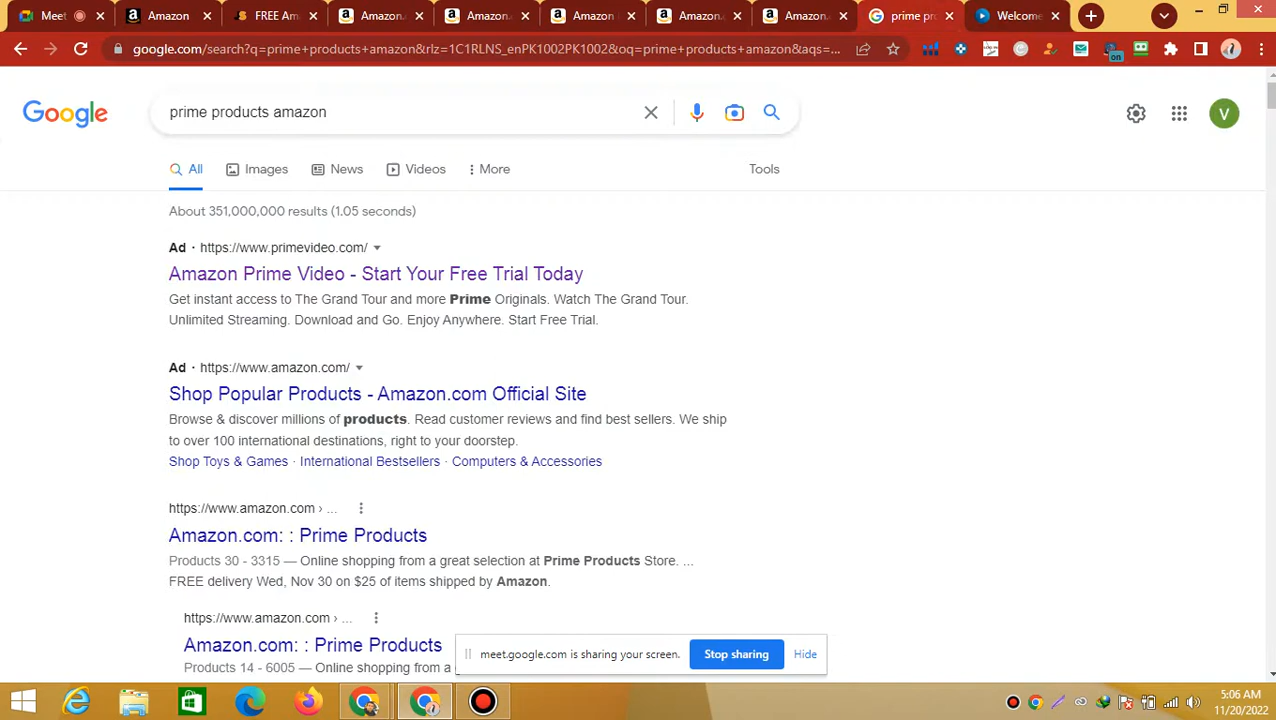 Meet
Amazon
FREE Ama
Amazon.
Amazon.
Amazon
Amazon.
Amazon.
prime pro
Welcome
google.com/search?q=prime+products+amazon&rlz=1C1RLNS_enPK1002PK1002&oq=prime+products+amazon&aqs=...
on
Google
prime products amazon
V
All
Images
News
Videos
More
Tools
About 351,000,000 results (1.05 seconds)
Ad · https://www.primevideo.com/
Amazon Prime Video - Start Your Free Trial Today
Get instant access to The Grand Tour and more Prime Originals. Watch The Grand Tour.
Unlimited Streaming. Download and Go. Enjoy Anywhere. Start Free Trial.
Ad · https://www.amazon.com/
Shop Popular Products - Amazon.com Official Site
Browse & discover millions of products. Read customer reviews and find best sellers. We ship
to over 100 international destinations, right to your doorstep.
Shop Toys & Games · International Bestsellers · Computers & Accessories
https://www.amazon.com › ...
Amazon.com: : Prime Products
Products 30 - 3315 — Online shopping from a great selection at Prime Products Store. ...
FREE delivery Wed, Nov 30 on $25 of items shipped by Amazon.
https://www.amazon.com › ...
Amazon.com: : Prime Products
Products 14 - 6005 — Online shopping from a
meet.google.com is sharing your screen.
Stop sharing
Hide
5:06 AM
11/20/2022